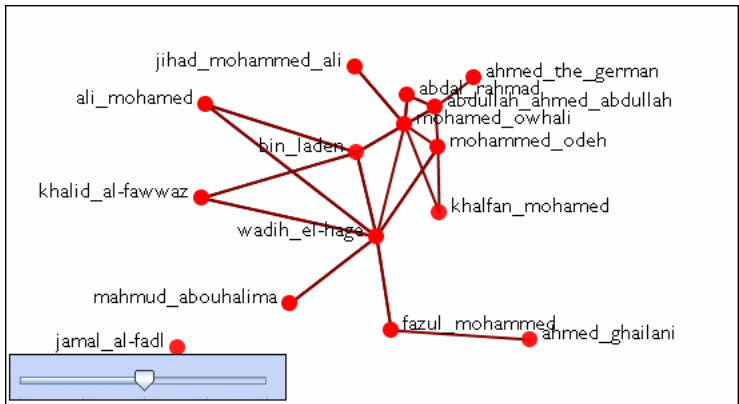 jihad_mohammed_ali
ahmed_the_german
abdal_rahmad
ali_mohamed
abdullah_ahmed_abdullah
mohamed_owhali
bin_laden
mohammed_odeh
khalid_al-fawwaz
khalfan_mohamed
wadih_el-hage
mahmud_abouhalima
fazul_mohammed
ahmed_ghailani
jamal_al-fadl